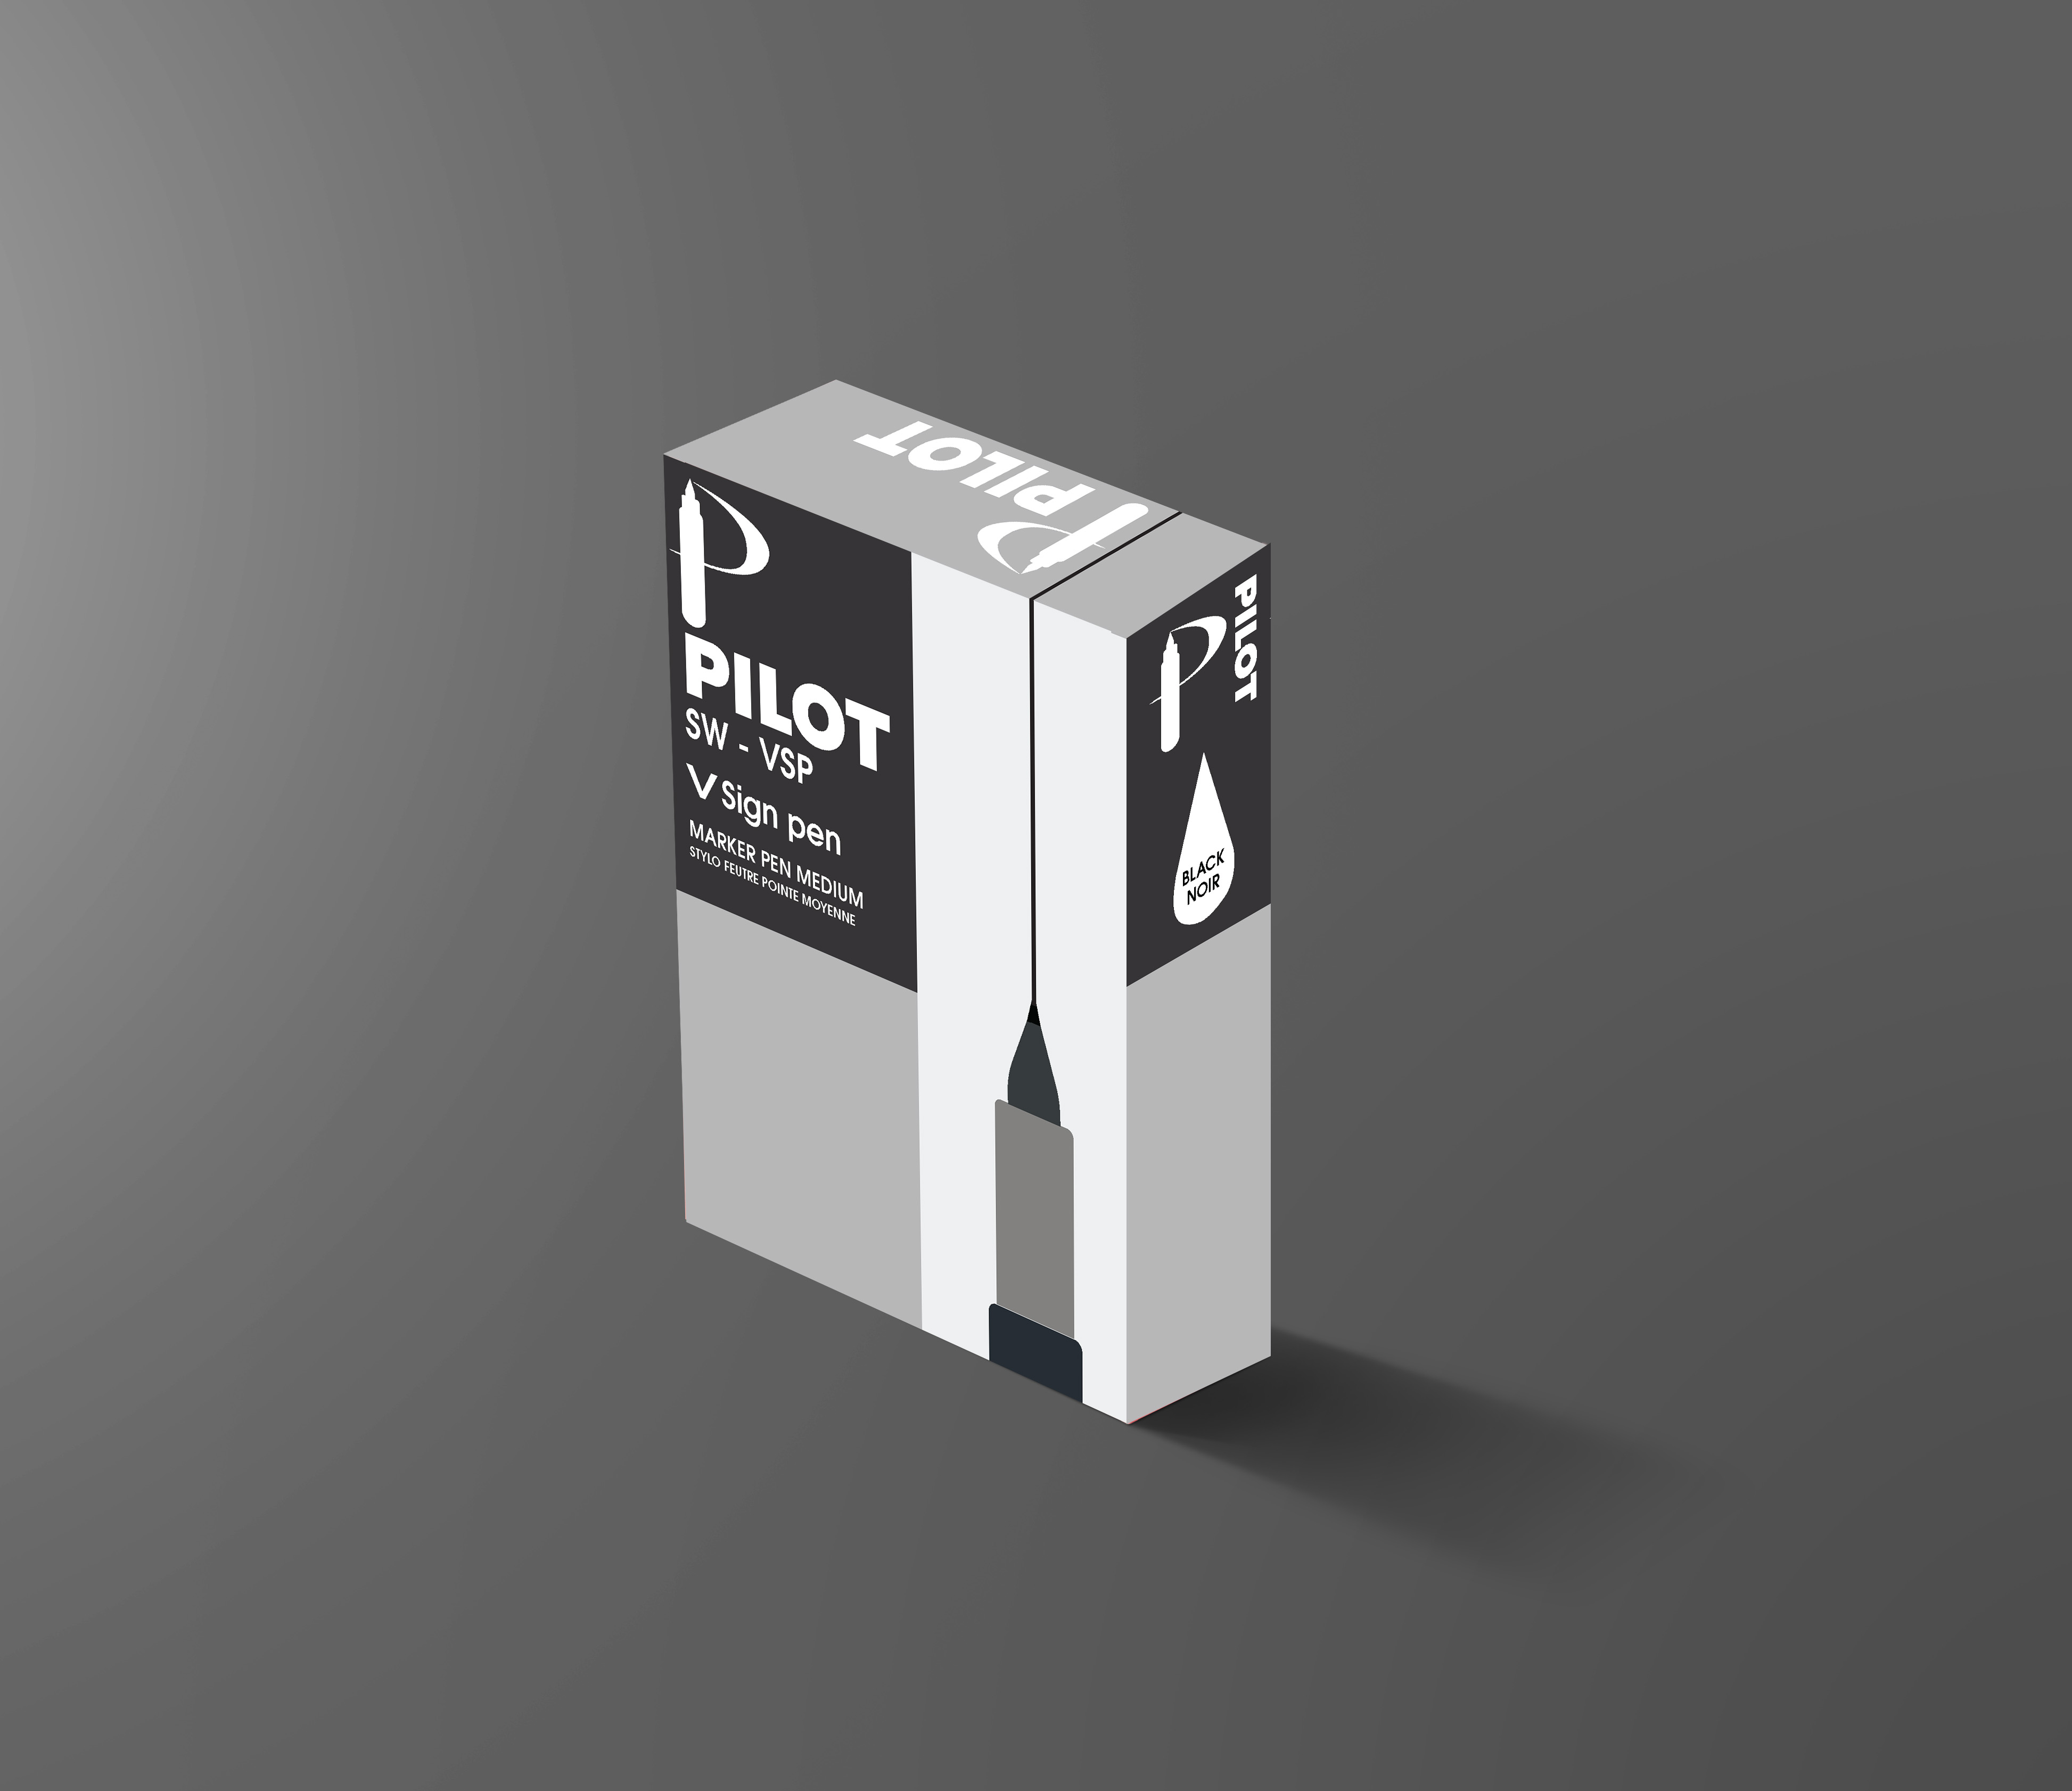 PILOT
PILOT
SW - VSP
V sign pen
MARKER PEN MEDIUM
STYLO FEUTRE POINTE MOYENNE
PILOT
BLACK
NOIR